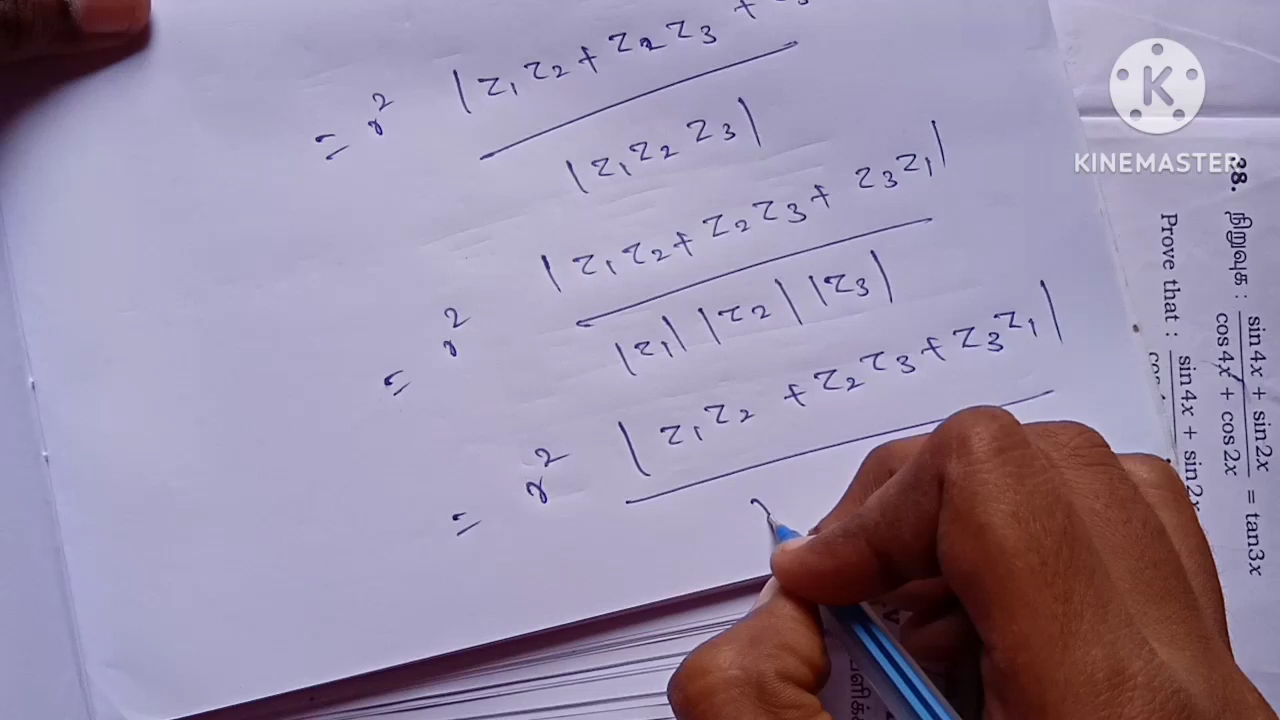 = r² |z₁z₂ + z₂z₃ +
|z₁z₂z₃|
= r² |z₁z₂ + z₂z₃ + z₃z₁|
|z₁| |z₂| |z₃|
= r² |z₁z₂ + z₂z₃ + z₃z₁|
KINEMASTER
38. நிறுவுக : sin4x + sin2x
cos4x + cos2x = tan3x
Prove that : sin4x + sin2x